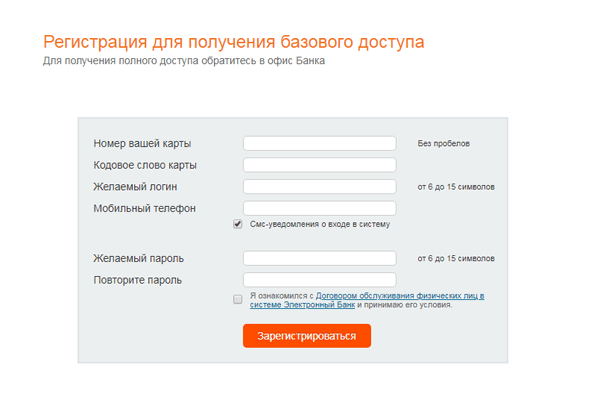 Регистрация для получения базового доступа
Для получения полного доступа обратитесь в офис Банка
Номер вашей карты Без пробелов
Кодовое слово карты
Желаемый логин от 6 до 15 символов
Мобильный телефон
Смс-уведомления о входе в систему
Желаемый пароль от 6 до 15 символов
Повторите пароль
Я ознакомился с Договором обслуживания физических лиц в
системе Электронный Банк и принимаю его условия.
Зарегистрироваться